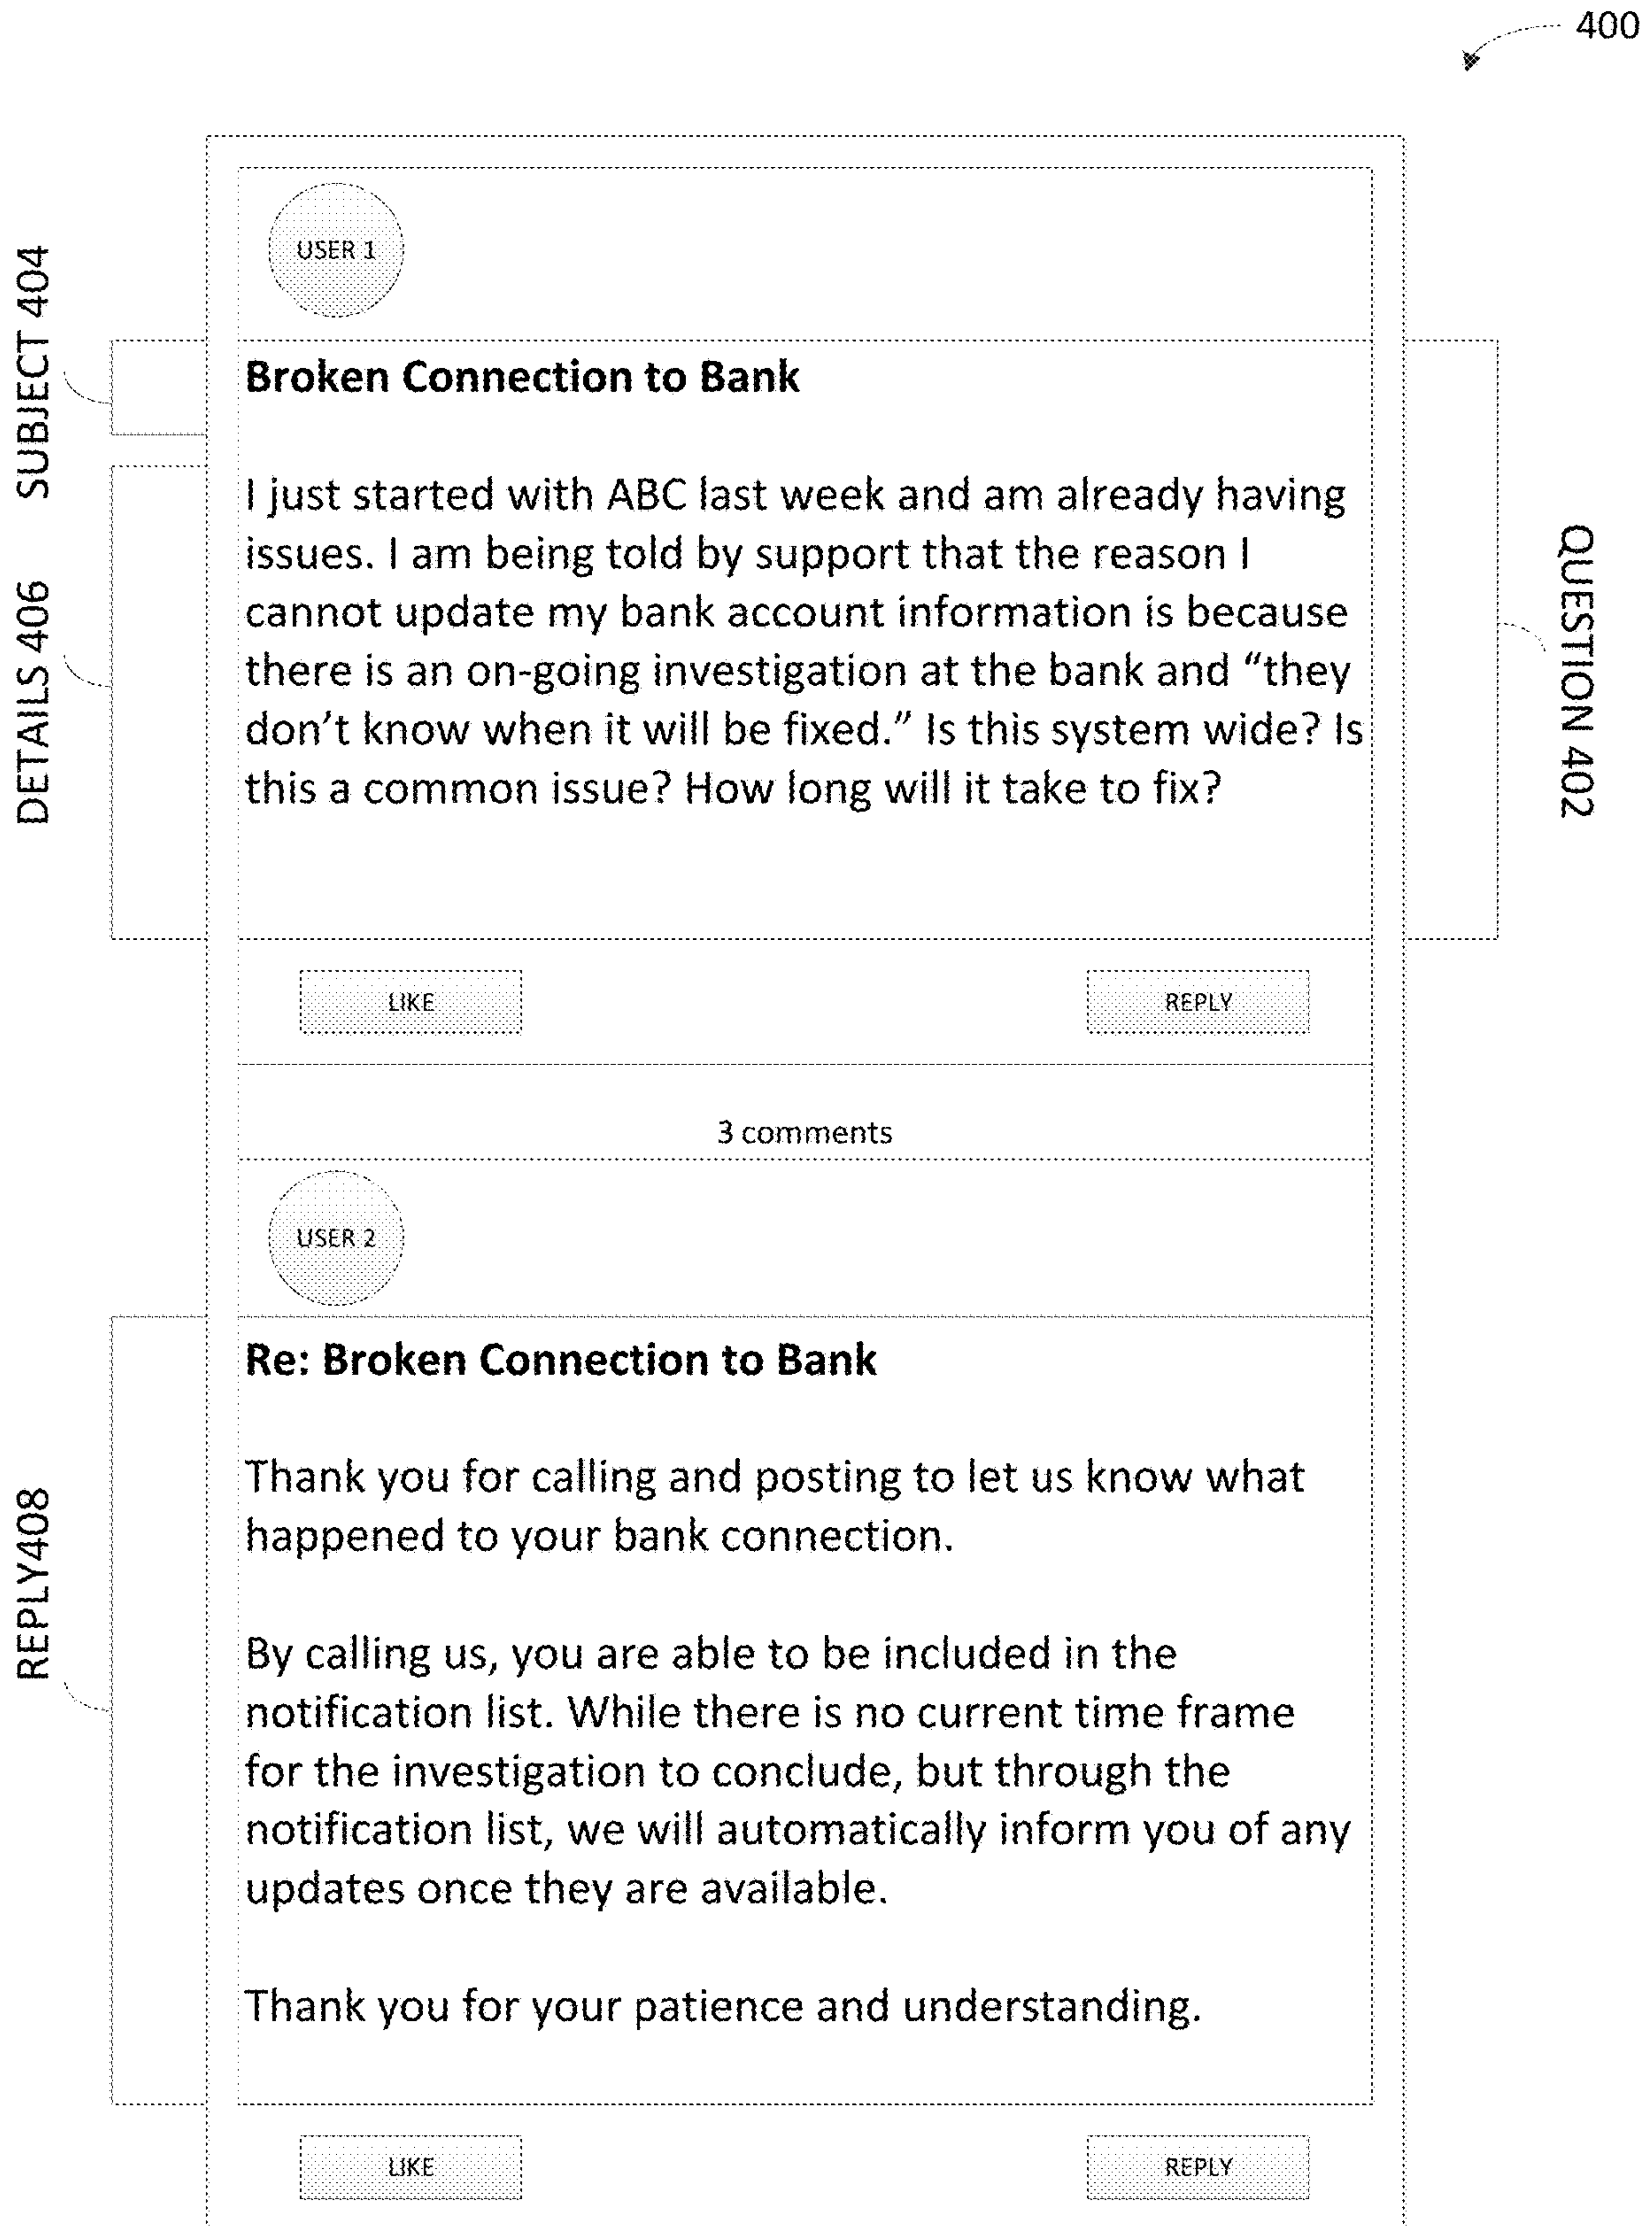 400
USER 1
SUBJECT 404
Broken Connection to Bank
DETAILS 406
I just started with ABC last week and am already having
issues. I am being told by support that the reason I
cannot update my bank account information is because
there is an on-going investigation at the bank and “they
don’t know when it will be fixed.” Is this system wide? Is
this a common issue? How long will it take to fix?
QUESTION 402
LIKE
REPLY
3 comments
USER 2
REPLY408
Re: Broken Connection to Bank
Thank you for calling and posting to let us know what
happened to your bank connection.
By calling us, you are able to be included in the
notification list. While there is no current time frame
for the investigation to conclude, but through the
notification list, we will automatically inform you of any
updates once they are available.
Thank you for your patience and understanding.
LIKE
REPLY